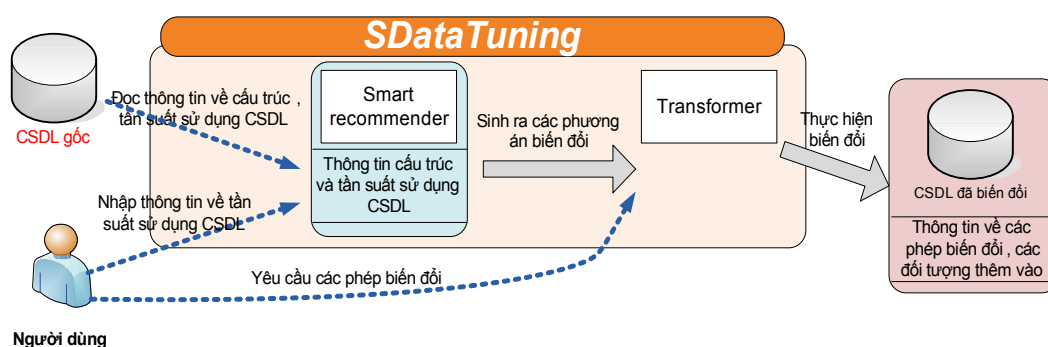 SDataTuning
CSDL gốc
Đọc thông tin về cấu trúc ,
tần suất sử dụng CSDL
Smart
recommender
Thông tin cấu trúc
và tần suất sử dụng
CSDL
Sinh ra các phương
án biến đổi
Transformer
Thực hiện
biến đổi
CSDL đã biến đổi
Thông tin về các
phép biến đổi , các
đối tượng thêm vào
Nhập thông tin về tần
suất sử dụng CSDL
Yêu cầu các phép biến đổi
Người dùng